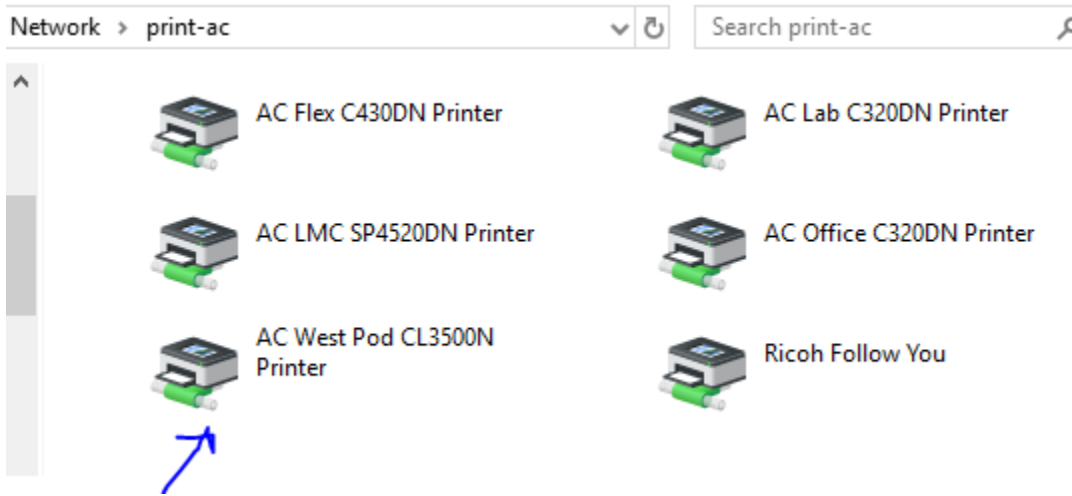 Network > print-ac
Search print-ac
AC Flex C430DN Printer
AC Lab C320DN Printer
AC LMC SP4520DN Printer
AC Office C320DN Printer
AC West Pod CL3500N
Printer
Ricoh Follow You